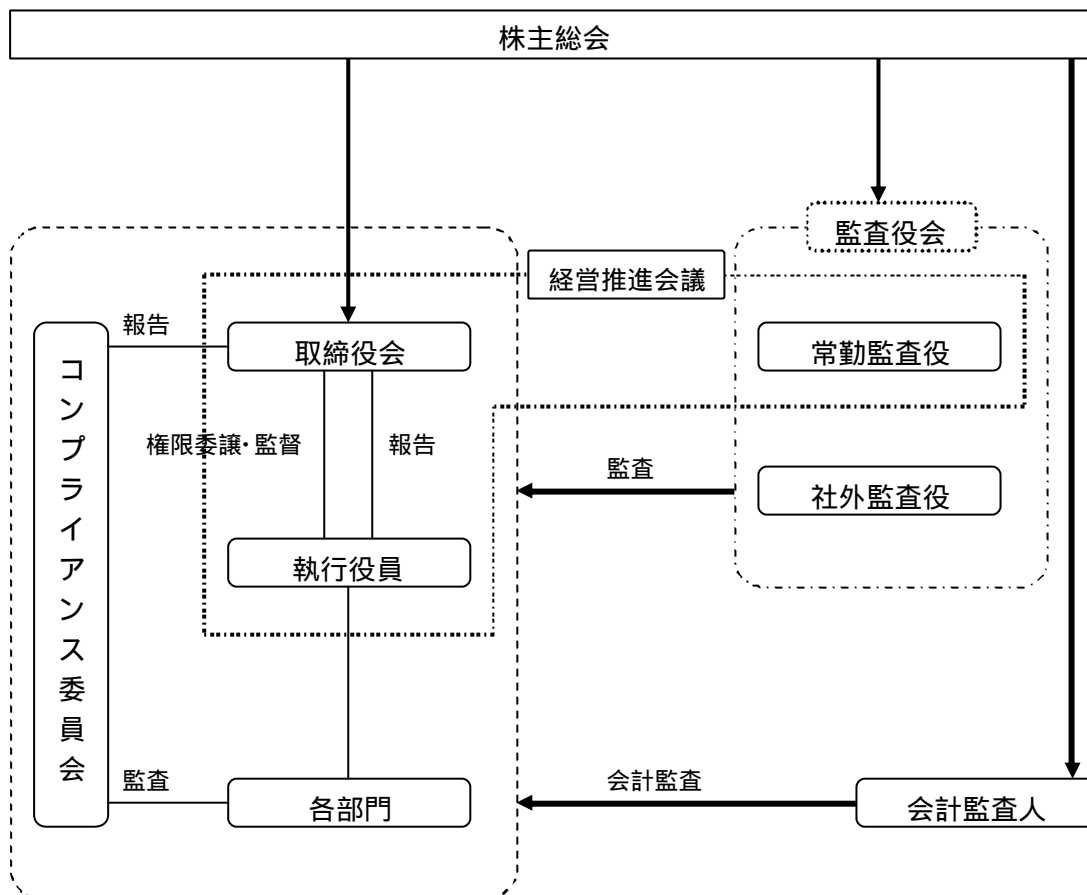 株主総会
監査役会
経営推進会議
報告
取締役会
常勤監査役
コンプライアンス委員会
権限委譲・監督
報告
監査
社外監査役
執行役員
監査
各部門
会計監査
会計監査人